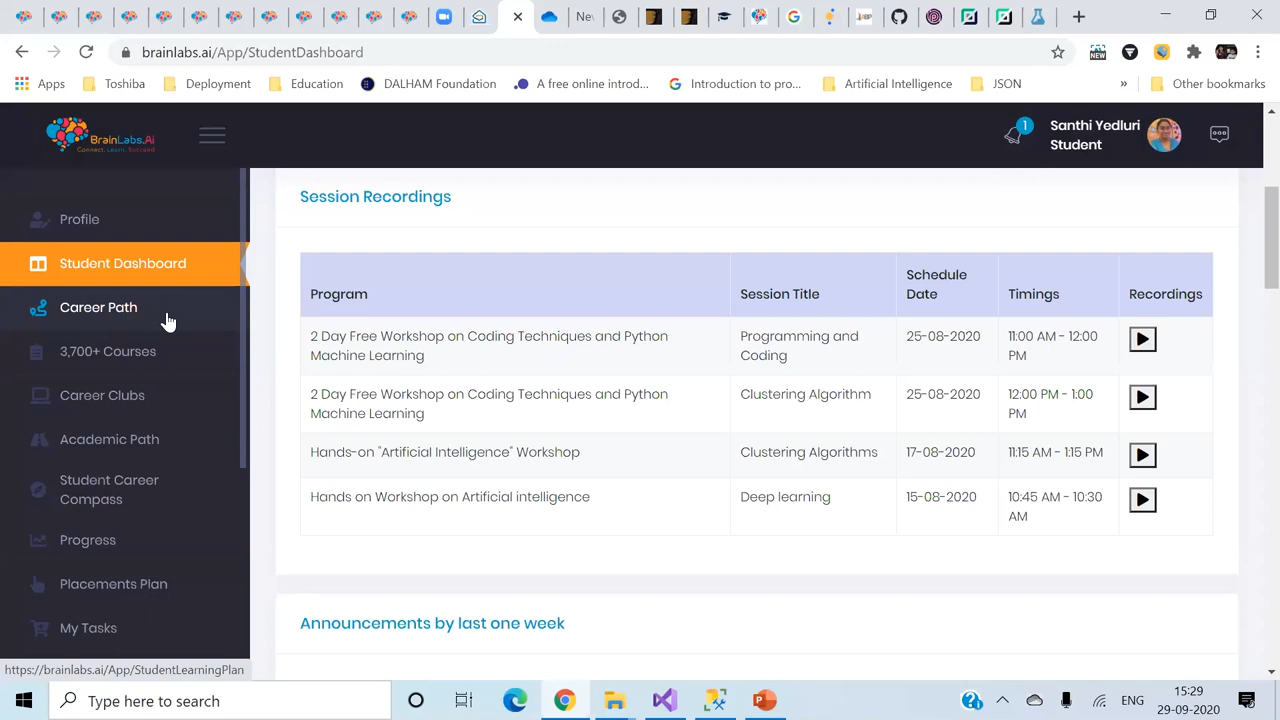 Nev
brainlabs.ai/App/StudentDashboard
NEW
Apps
Toshiba
Deployment
Education
DALHAM Foundation
A free online introd...
Introduction to pro...
Artificial Intelligence
JSON
»
Other bookmarks
BrainLabs.Ai
Connect. Learn. Succeed
1
Santhi Yedluri
Student
Profile
Student Dashboard
Career Path
3,700+ Courses
Career Clubs
Academic Path
Student Career
Compass
Progress
Placements Plan
My Tasks
https://brainlabs.ai/App/StudentLearningPlan
Session Recordings
Program
Session Title
Schedule
Date
Timings
Recordings
2 Day Free Workshop on Coding Techniques and Python
Machine Learning
Programming and
Coding
25-08-2020
11:00 AM - 12:00
PM
2 Day Free Workshop on Coding Techniques and Python
Machine Learning
Clustering Algorithm
25-08-2020
12:00 PM - 1:00
PM
Hands-on "Artificial Intelligence" Workshop
Clustering Algorithms
17-08-2020
11:15 AM - 1:15 PM
Hands on Workshop on Artificial intelligence
Deep learning
15-08-2020
10:45 AM - 10:30
AM
Announcements by last one week
Type here to search
ENG
15:29
29-09-2020